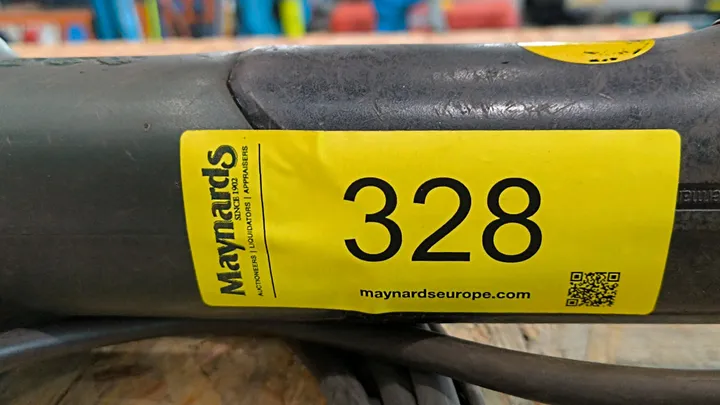 Maynards
SINCE 1902
AUCTIONEERS | LIQUIDATORS | APPRAISERS
328
maynardseurope.com